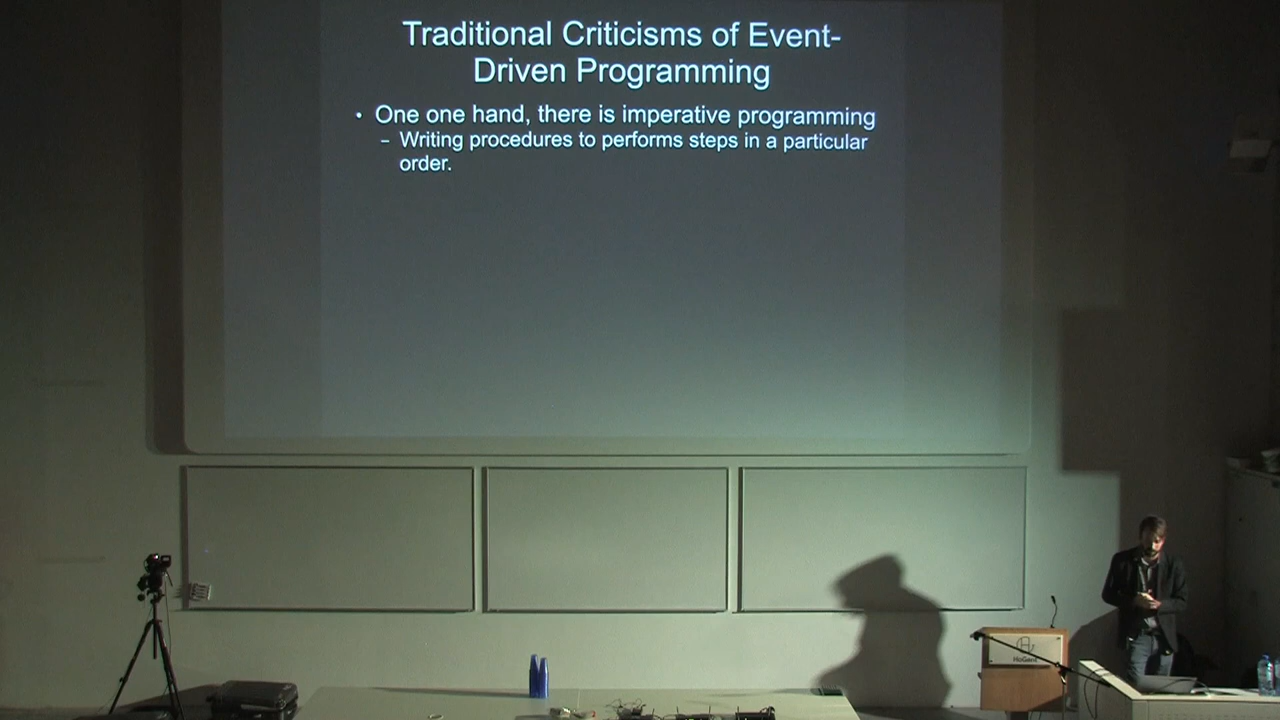 Traditional Criticisms of Event-
Driven Programming
• One one hand, there is imperative programming
– Writing procedures to performs steps in a particular
order.
HoGent